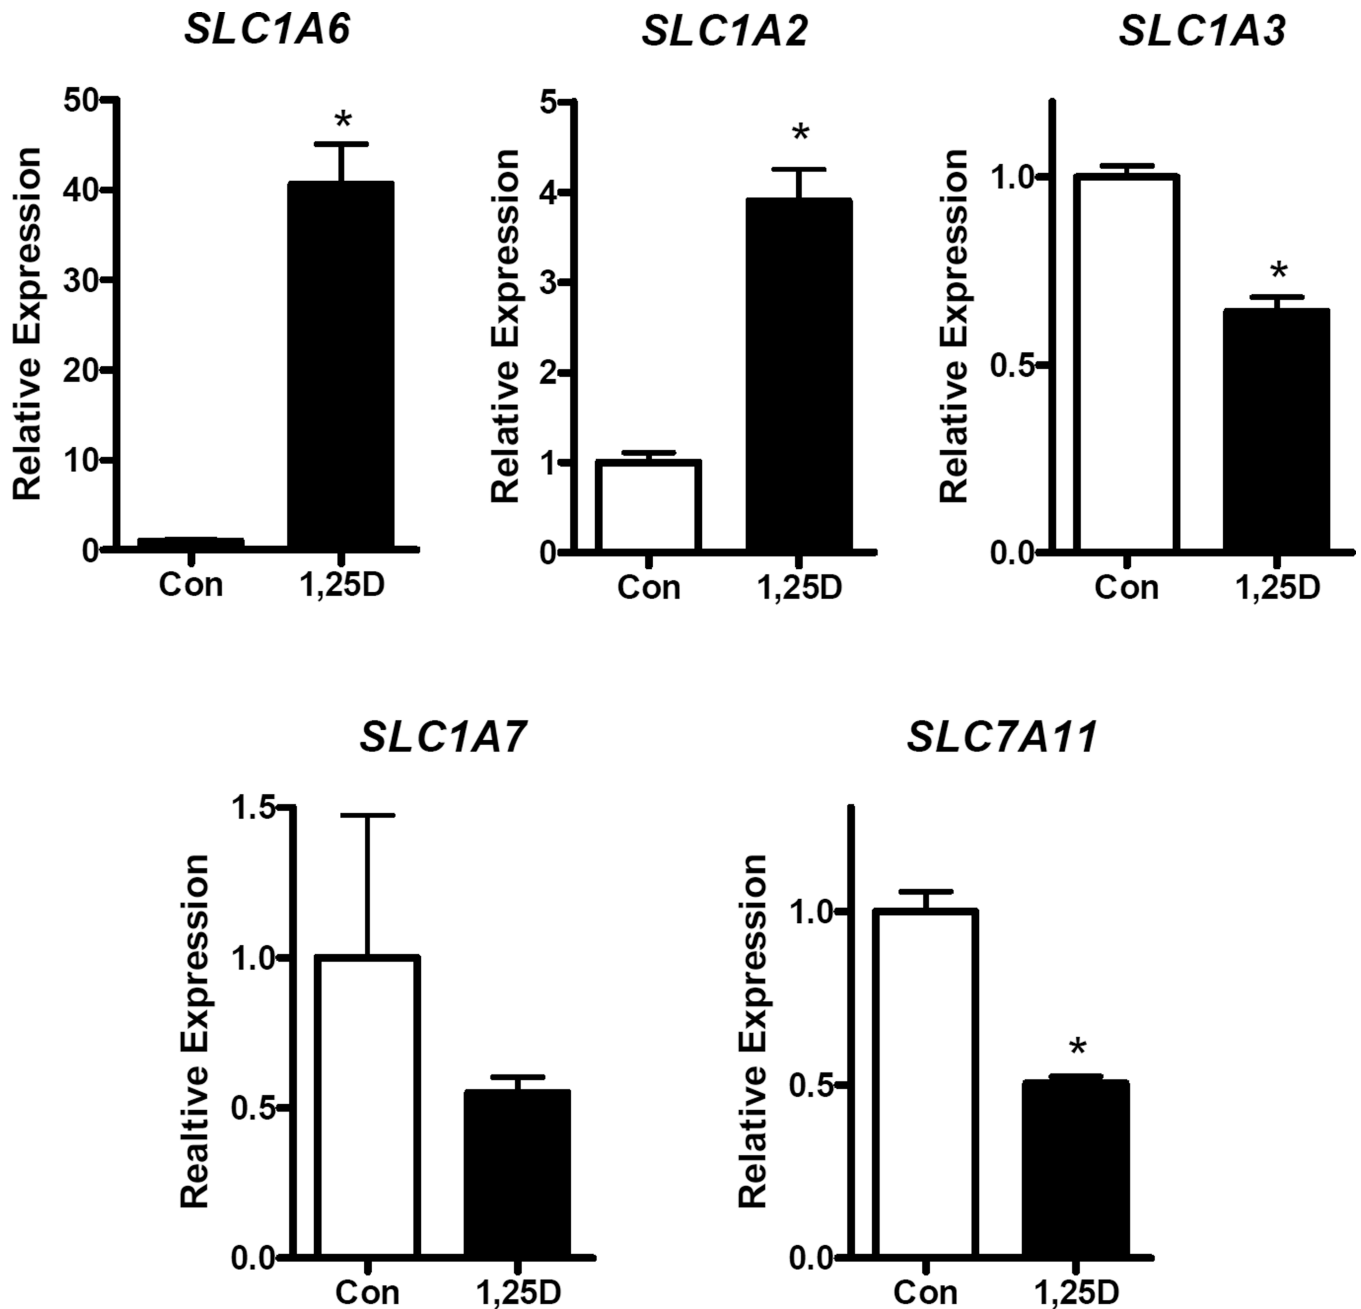 SLC1A6
SLC1A2
SLC1A3
Relative Expression
50
40
30
20
10
0
*
Con
1,25D
Relative Expression
5
4
3
2
1
0
*
Con
1,25D
Relative Expression
1.0
0.5
0.0
*
Con
1,25D
SLC1A7
SLC7A11
Realtive Expression
1.5
1.0
0.5
0.0
Con
1,25D
Relative Expression
1.0
0.5
0.0
*
Con
1,25D